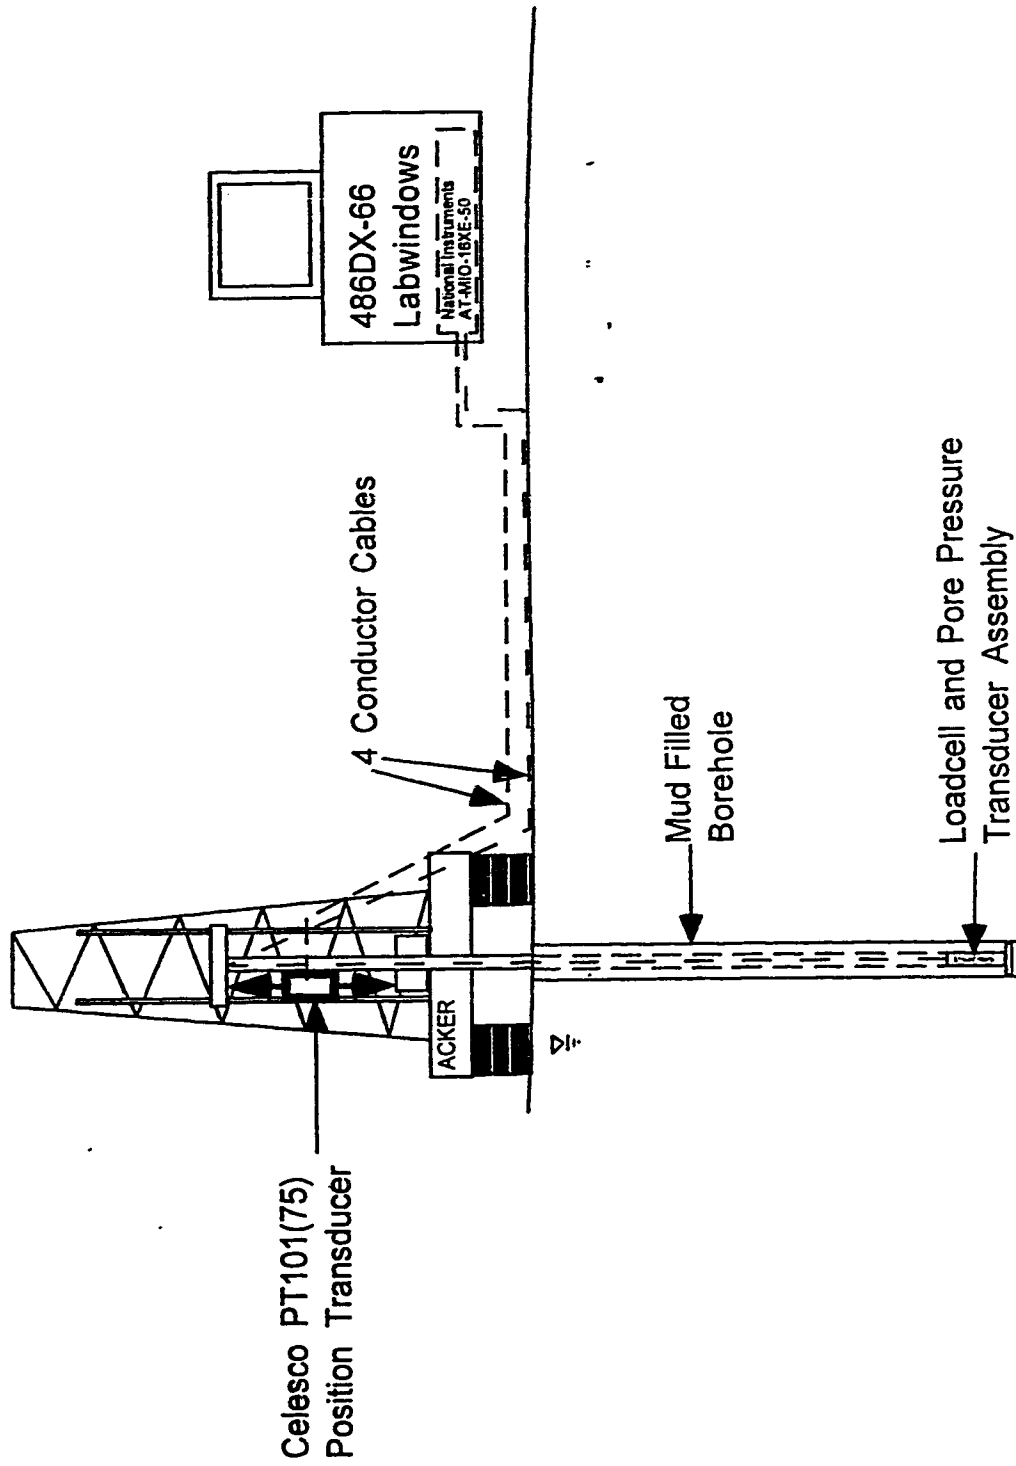 Celesco PT101(75)
Position Transducer
ACKER
4 Conductor Cables
486DX-66
Labwindows
National Instruments
AT-MIO-16XE-50
Mud Filled
Borehole
Loadcell and Pore Pressure
Transducer Assembly